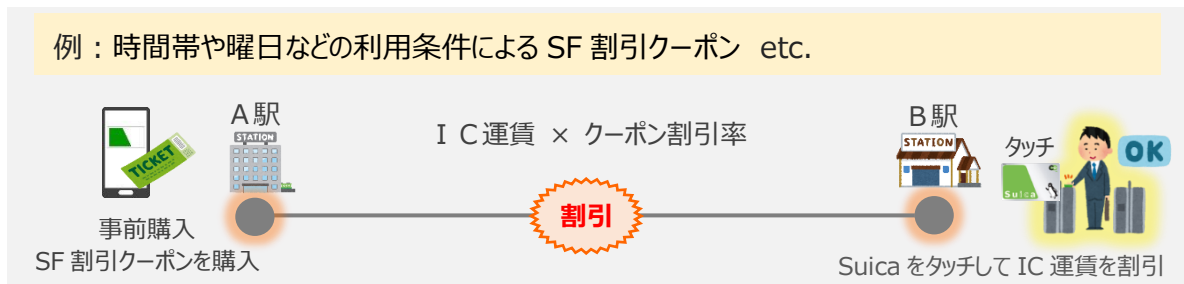 例：時間帯や曜日などの利用条件による SF 割引クーポン etc.
A駅
STATION
TICKET
ＩＣ運賃 × クーポン割引率
B駅
STATION
タッチ
OK
Suica
割引
事前購入
SF 割引クーポンを購入
Suica をタッチして IC 運賃を割引